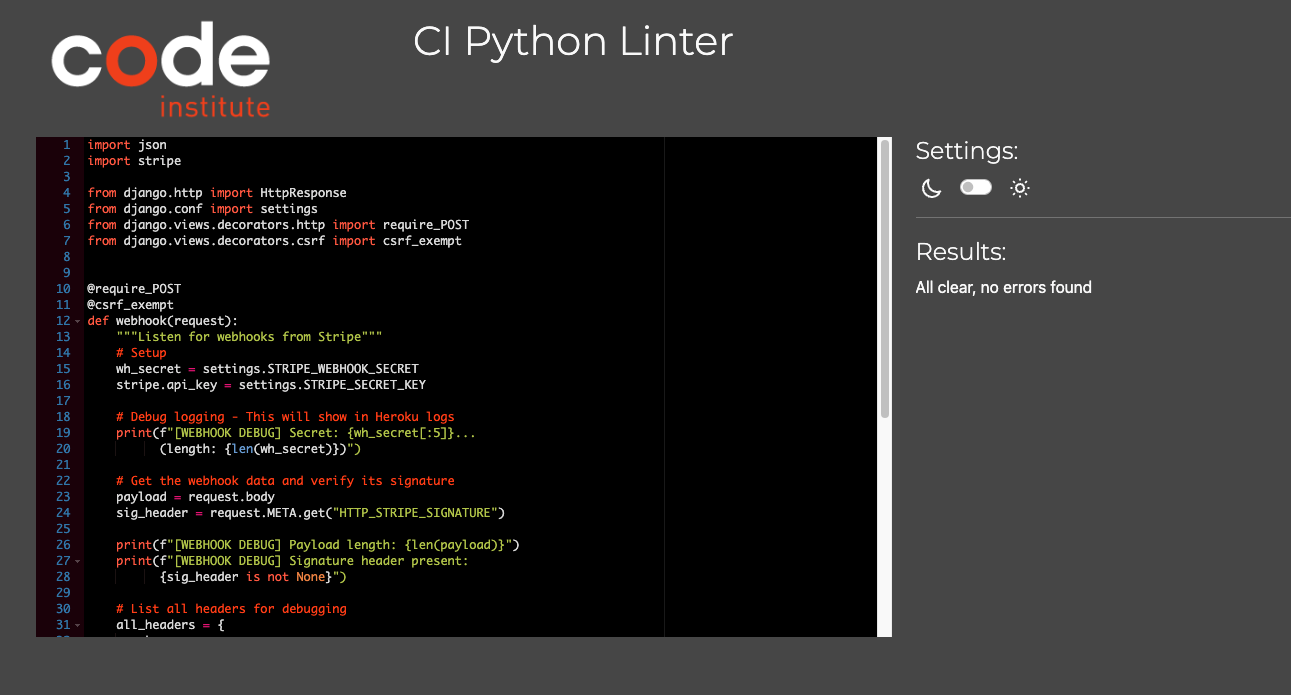 code
institute
CI Python Linter
1 import json
2 import stripe
3
4 from django.http import HttpResponse
5 from django.conf import settings
6 from django.views.decorators.http import require_POST
7 from django.views.decorators.csrf import csrf_exempt
8
9
10 @require_POST
11 @csrf_exempt
12 def webhook(request):
13     """Listen for webhooks from Stripe"""
14     # Setup
15     wh_secret = settings.STRIPE_WEBHOOK_SECRET
16     stripe.api_key = settings.STRIPE_SECRET_KEY
17
18     # Debug logging - This will show in Heroku logs
19     print(f"[WEBHOOK DEBUG] Secret: {wh_secret[:5]}...
20           (length: {len(wh_secret)})")
21
22     # Get the webhook data and verify its signature
23     payload = request.body
24     sig_header = request.META.get("HTTP_STRIPE_SIGNATURE")
25
26     print(f"[WEBHOOK DEBUG] Payload length: {len(payload)}")
27     print(f"[WEBHOOK DEBUG] Signature header present:
28           {sig_header is not None}")
29
30     # List all headers for debugging
31     all_headers = {
Settings:
Results:
All clear, no errors found